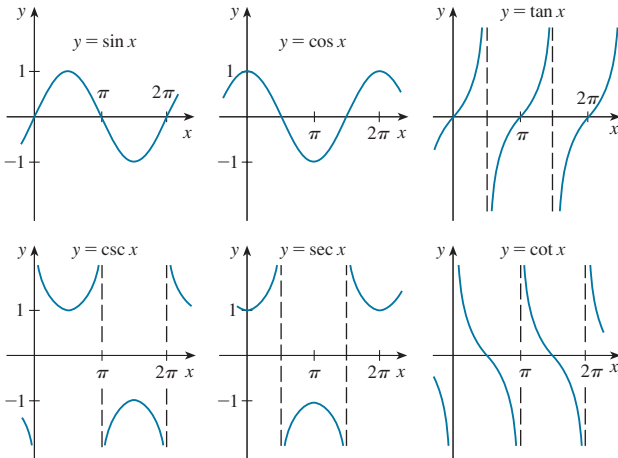 y
y = sin x
1
π
2π
x
−1
y
y = cos x
1
π
2π
x
−1
y
y = tan x
2π
π
x
y
y = csc x
1
π
2π
x
−1
y
y = sec x
1
π
2π
x
−1
y
y = cot x
π
2π
x